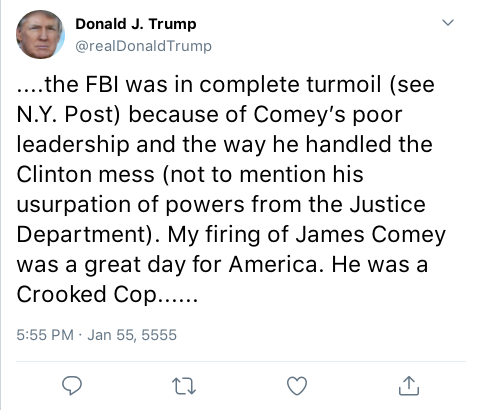 Donald J. Trump
@realDonaldTrump
....the FBI was in complete turmoil (see
N.Y. Post) because of Comey’s poor
leadership and the way he handled the
Clinton mess (not to mention his
usurpation of powers from the Justice
Department). My firing of James Comey
was a great day for America. He was a
Crooked Cop......
5:55 PM · Jan 55, 5555